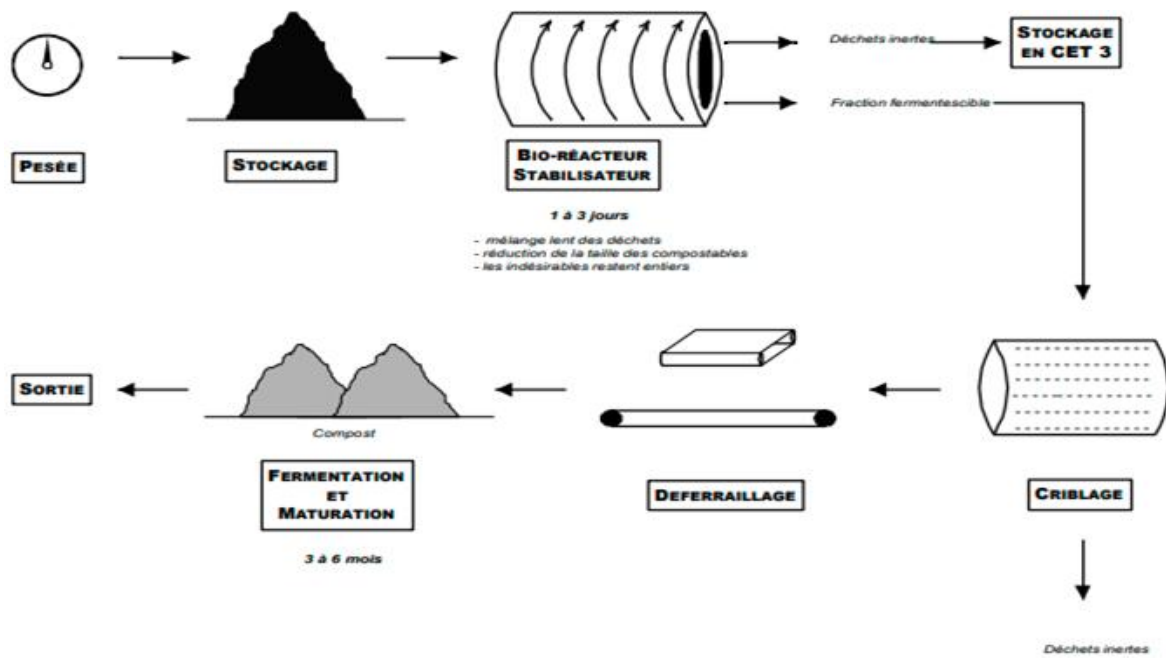 Déchets inertes
STOCKAGE
EN CET 3
Fraction fermentescible
PESÉE
STOCKAGE
BIO-RÉACTEUR
STABILISATEUR
1 à 3 jours
- mélange lent des déchets
- réduction de la taille des compostables
- les indésirables restent entiers
SORTIE
Compost
FERMENTATION
ET
MATURATION
3 à 6 mois
DEFERRAILLAGE
CRIBLAGE
Déchets inertes